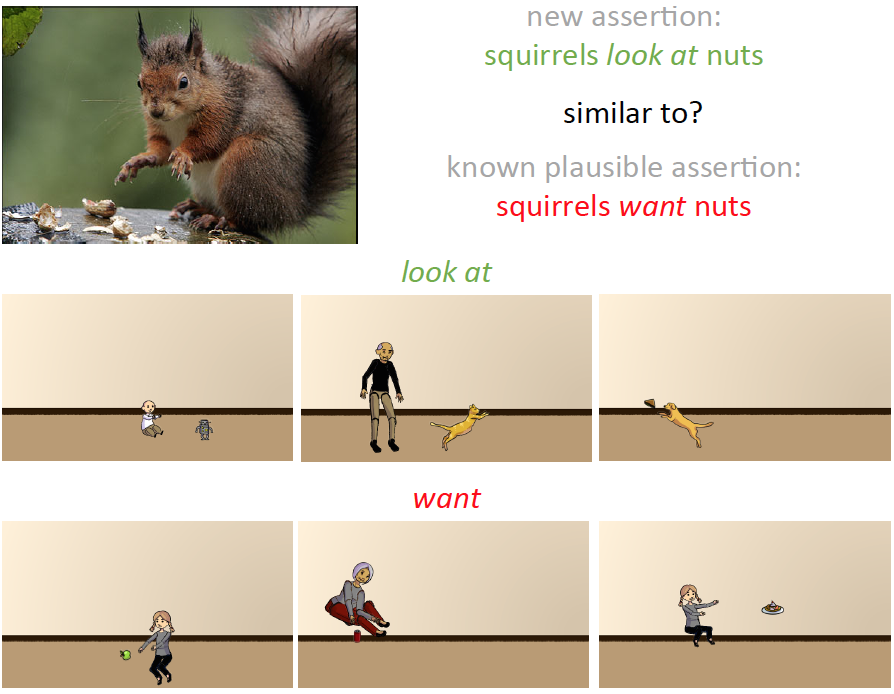 new assertion:
squirrels look at nuts
similar to?
known plausible assertion:
squirrels want nuts
look at
want